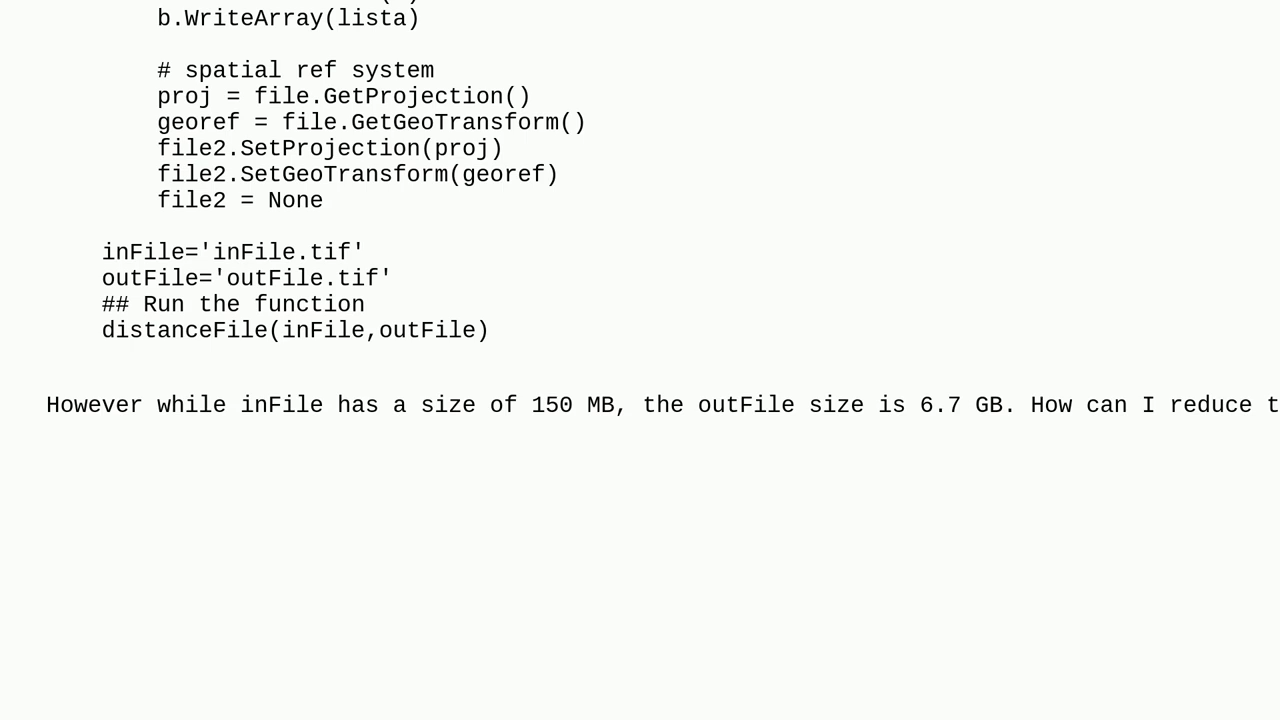 b.WriteArray(lista)
# spatial ref system
proj = file.GetProjection()
georef = file.GetGeoTransform()
file2.SetProjection(proj)
file2.SetGeoTransform(georef)
file2 = None
inFile='inFile.tif'
outFile='outFile.tif'
## Run the function
distanceFile(inFile,outFile)
However while inFile has a size of 150 MB, the outFile size is 6.7 GB. How can I reduce t